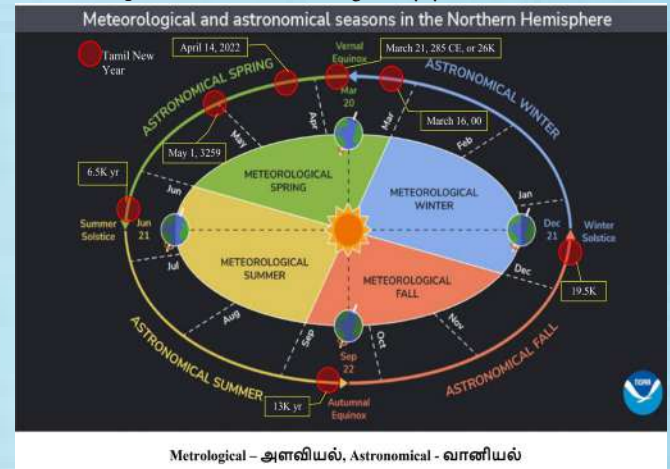 Meteorological and astronomical seasons in the Northern Hemisphere
Tamil New
Year
April 14, 2022
Vernal
Equinox
Mar
20
March 21, 285 CE, or 26K
ASTRONOMICAL SPRING
ASTRONOMICAL WINTER
March 16, 00
May 1, 3259
6.5K yr
May
Apr
Mar
Feb
Jun
Jan
METEOROLOGICAL
SPRING
METEOROLOGICAL
WINTER
Summer
Solstice
Jun
21
Dec
21
Winter
Solstice
METEOROLOGICAL
SUMMER
METEOROLOGICAL
FALL
Jul
Dec
19.5K
Aug
Sep
Oct
Nov
Sep
22
ASTRONOMICAL SUMMER
ASTRONOMICAL FALL
13K yr
Autumnal
Equinox
NOAA
Metrological – அளவியல், Astronomical - வானியல்